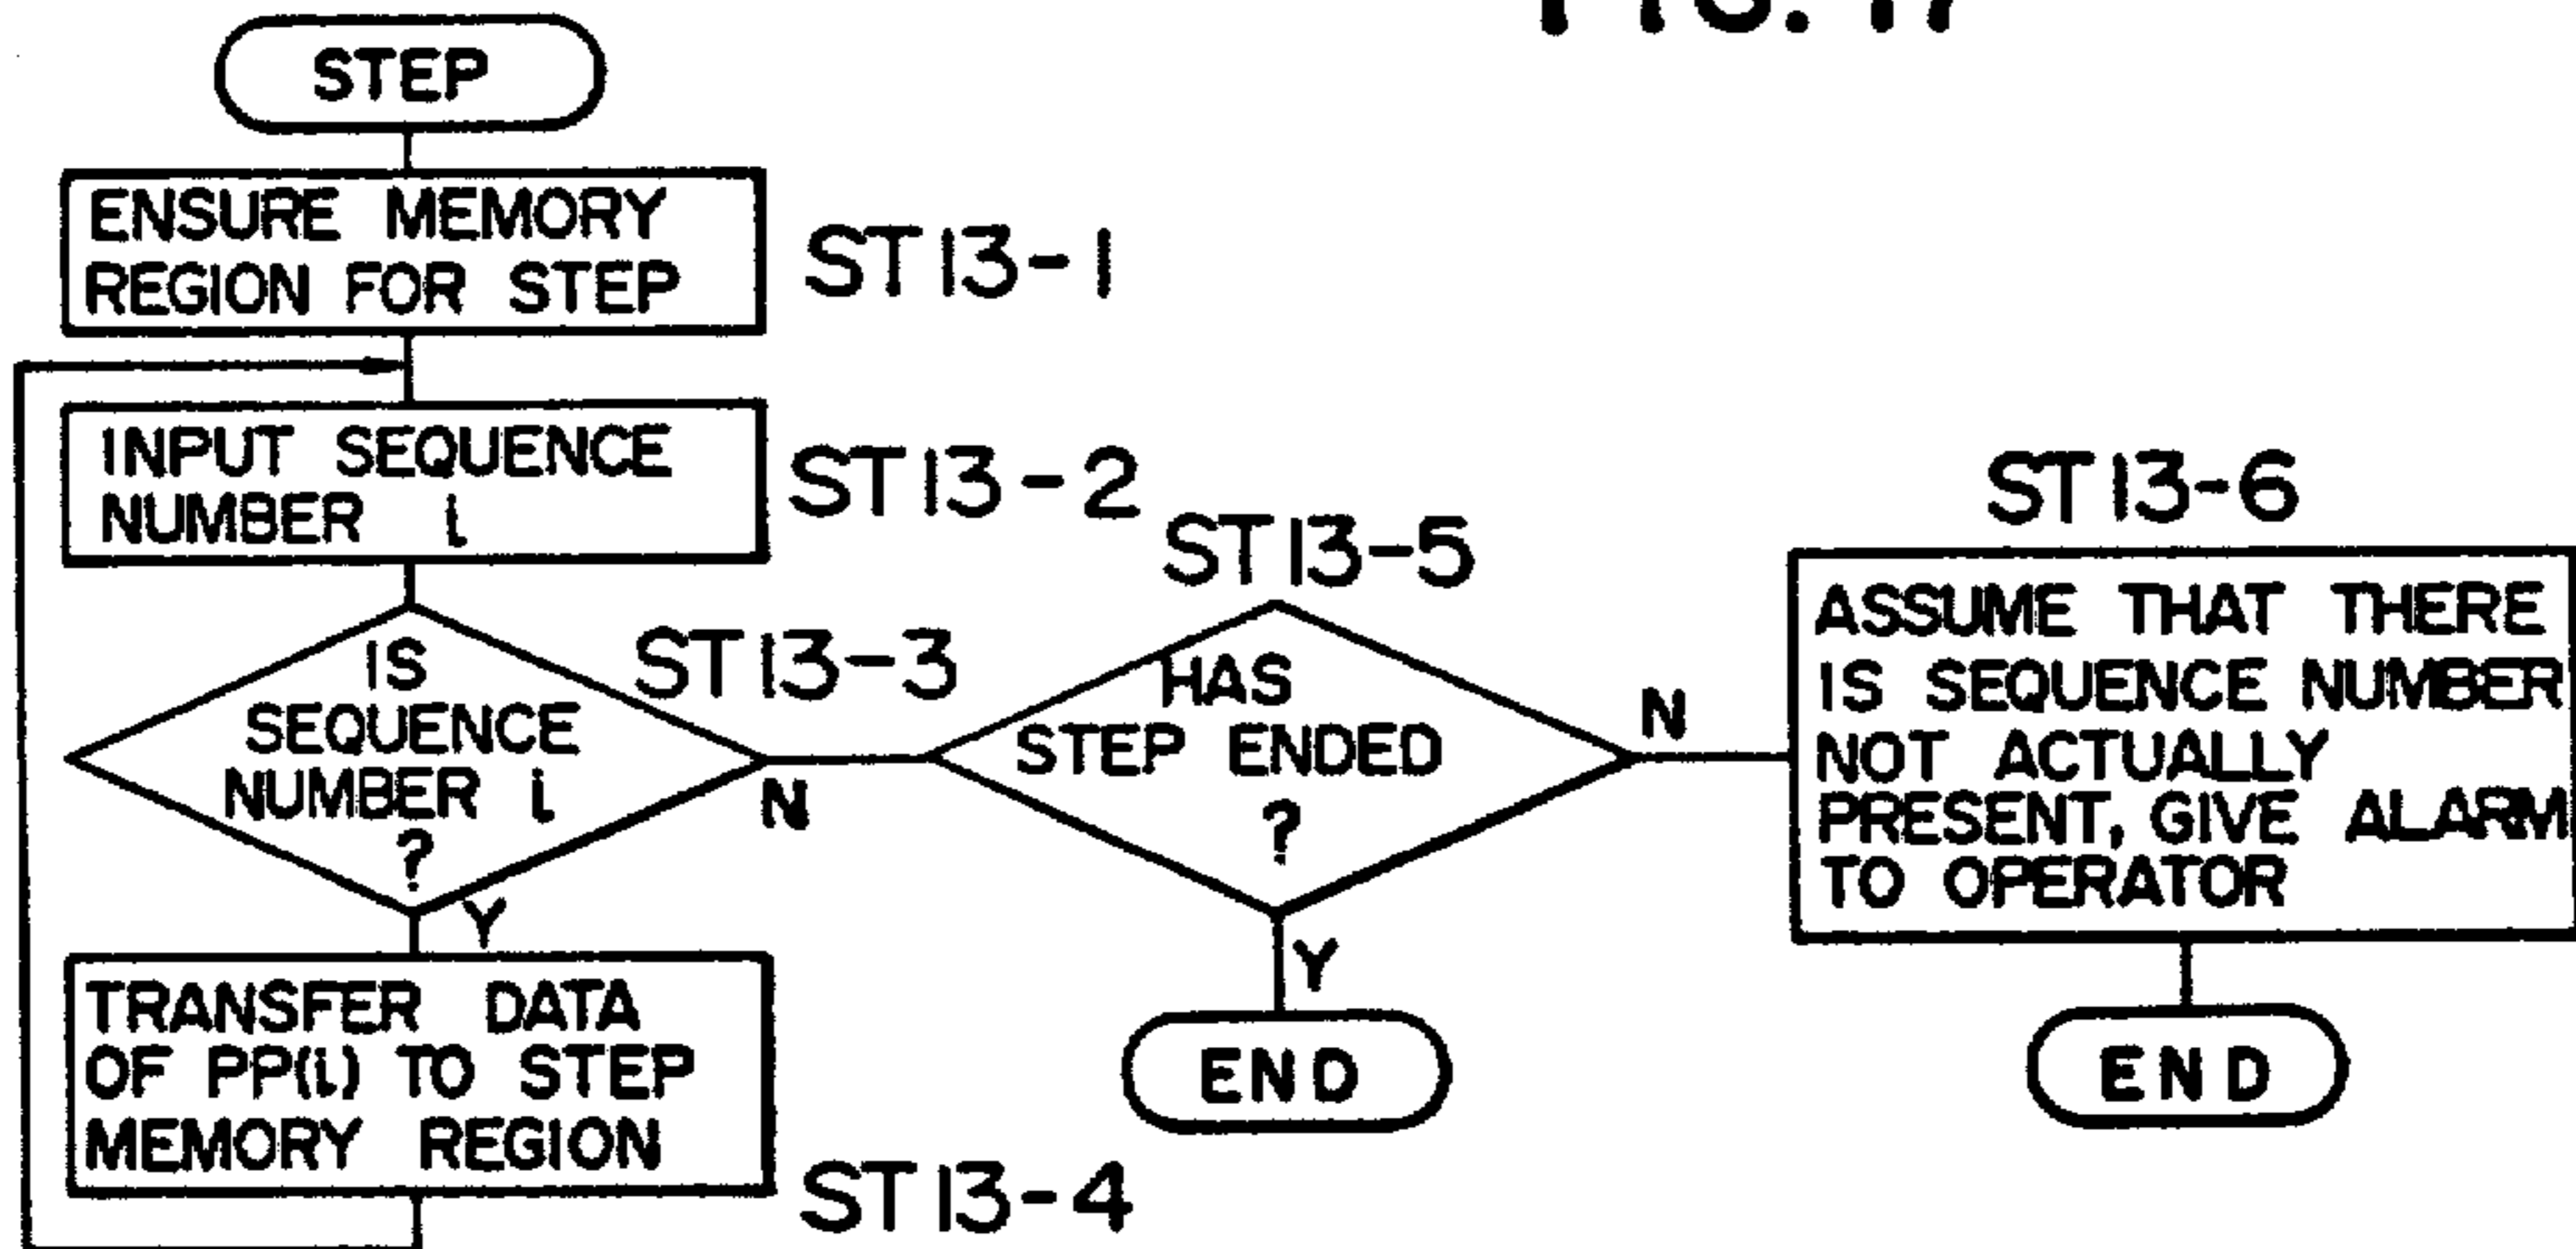 FIG. 17
STEP
ENSURE MEMORY
REGION FOR STEP
ST13-1
INPUT SEQUENCE
NUMBER i
ST13-2
IS
SEQUENCE
NUMBER i
?
ST13-3
N
Y
TRANSFER DATA
OF PP(i) TO STEP
MEMORY REGION
ST13-4
ST13-5
HAS
STEP ENDED
?
N
Y
END
ST13-6
ASSUME THAT THERE
IS SEQUENCE NUMBER
NOT ACTUALLY
PRESENT, GIVE ALARM
TO OPERATOR
END